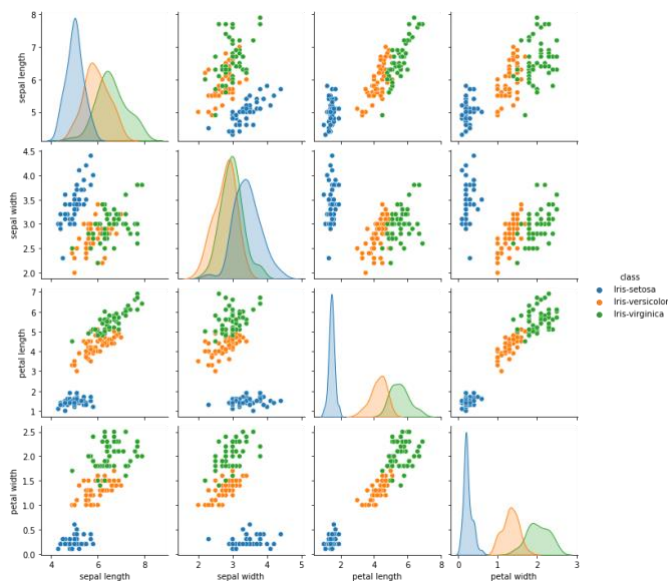 8
7
6
5
sepal length
4.5
4.0
3.5
3.0
2.5
2.0
sepal width
class
Iris-setosa
Iris-versicolor
Iris-virginica
7
6
5
4
3
2
1
petal length
2.5
2.0
1.5
1.0
0.5
0.0
petal width
4 6 8
sepal length
2 3 4 5
sepal width
2 4 6 8
petal length
0 1 2 3
petal width